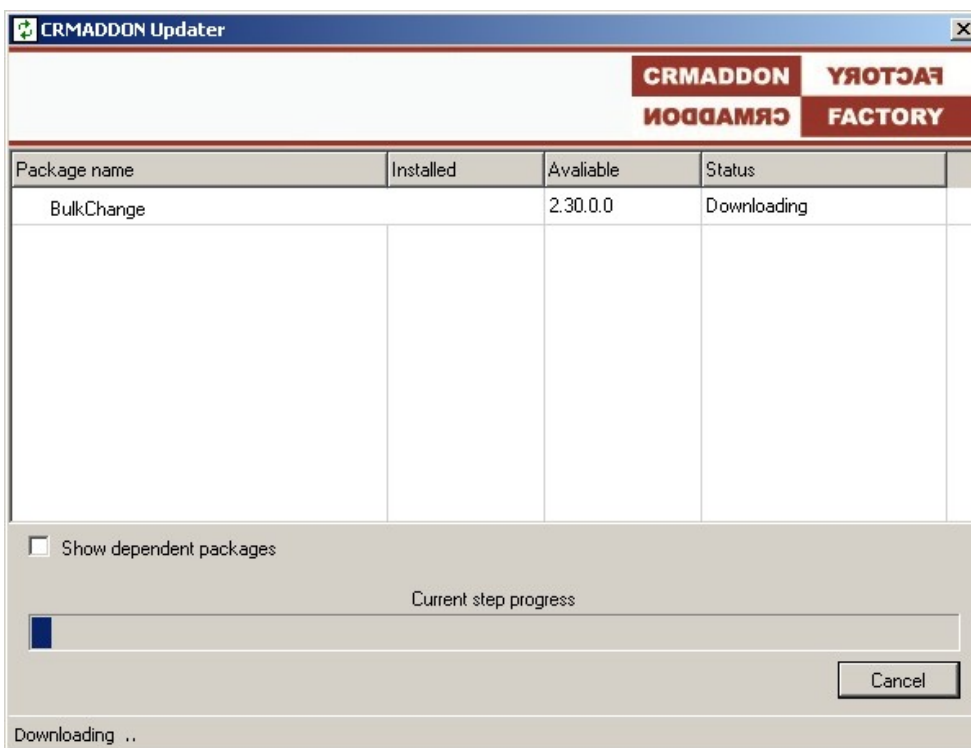 CRMADDON Updater
CRMADDON FACTORY
CRMADDON FACTORY
Package name Installed Avaliable Status
BulkChange 2.30.0.0 Downloading
Show dependent packages
Current step progress
Cancel
Downloading ..